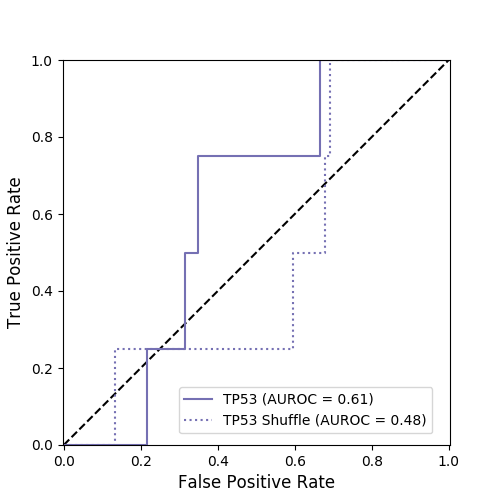 1.0
0.8
0.6
0.4
0.2
0.0
True Positive Rate
TP53 (AUROC = 0.61)
TP53 Shuffle (AUROC = 0.48)
0.0 0.2 0.4 0.6 0.8 1.0
False Positive Rate